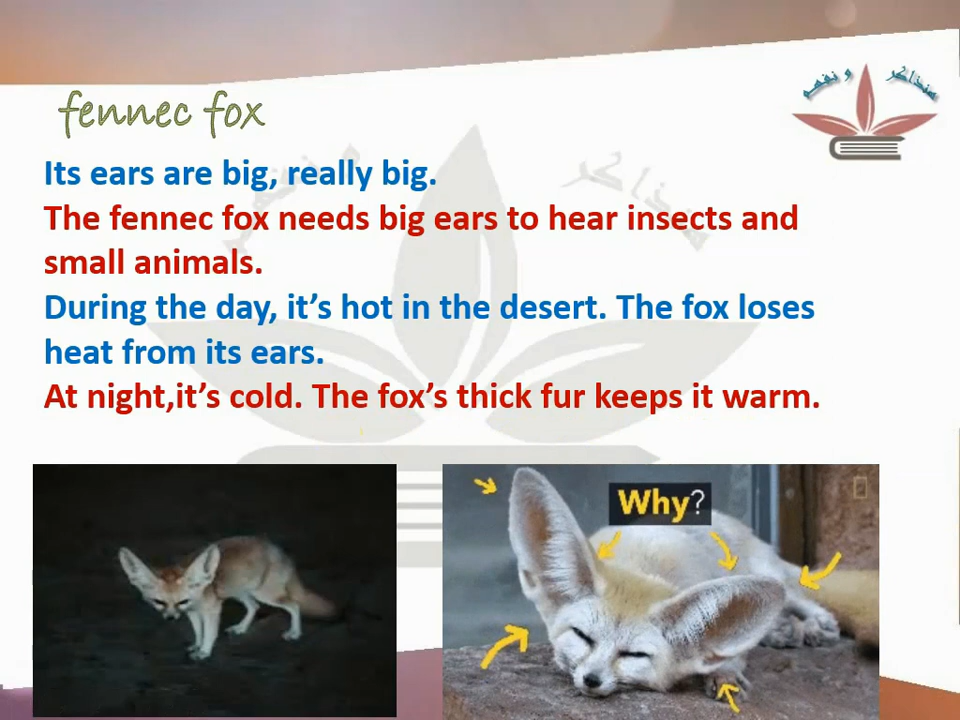 نذاكر و نفهم
fennec fox
Its ears are big, really big.
The fennec fox needs big ears to hear insects and
small animals.
During the day, it’s hot in the desert. The fox loses
heat from its ears.
At night,it’s cold. The fox’s thick fur keeps it warm.
Why?